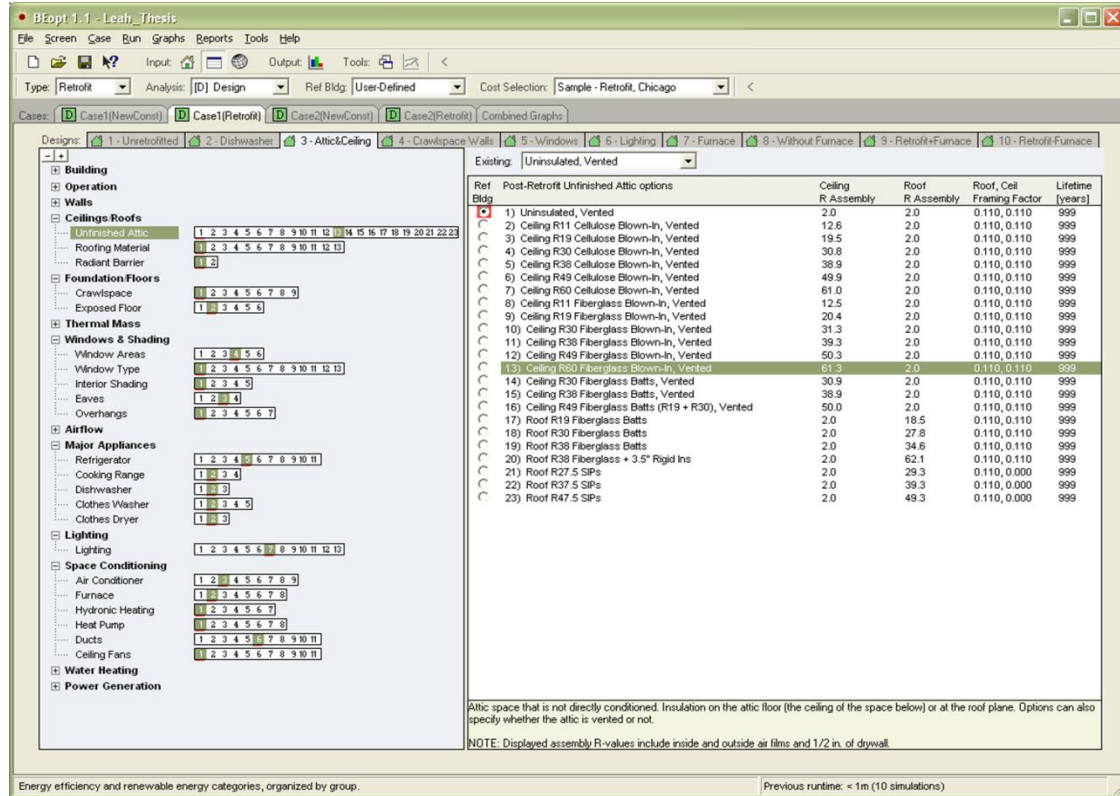 BEopt 1.1 - Leah_Thesis
File Screen Case Run Graphs Reports Tools Help
Input: Output: Tools: <
Type: Retrofit Analysis: [D] Design Ref Bldg: User-Defined Cost Selection: Sample - Retrofit, Chicago <
Cases: D Case1(NewConst) D Case1(Retrofit) D Case2(NewConst) D Case2(Retrofit) Combined Graphs
Designs: 1 - Unretrofitted 2 - Dishwasher 3 - Attic&Ceiling 4 - Crawlspace Walls 5 - Windows 6 - Lighting 7 - Furnace 8 - Without Furnace 9 - Retrofit+Furnace 10 - Retrofit-Furnace
- +
Building
Operation
Walls
Ceilings/Roofs
Unfinished Attic 1 2 3 4 5 6 7 8 9 10 11 12 13 14 15 16 17 18 19 20 21 22 23
Roofing Material 1 2 3 4 5 6 7 8 9 10 11 12 13
Radiant Barrier 1 2
Foundation/Floors
Crawlspace 1 2 3 4 5 6 7 8 9
Exposed Floor 1 2 3 4 5 6
Thermal Mass
Windows & Shading
Window Areas 1 2 3 4 5 6
Window Type 1 2 3 4 5 6 7 8 9 10 11 12 13
Interior Shading 1 2 3 4 5
Eaves 1 2 3 4
Overhangs 1 2 3 4 5 6 7
Airflow
Major Appliances
Refrigerator 1 2 3 4 5 6 7 8 9 10 11
Cooking Range 1 2 3 4
Dishwasher 1 2 3
Clothes Washer 1 2 3 4 5
Clothes Dryer 1 2 3
Lighting
Lighting 1 2 3 4 5 6 7 8 9 10 11 12 13
Space Conditioning
Air Conditioner 1 2 3 4 5 6 7 8 9
Furnace 1 2 3 4 5 6 7 8
Hydronic Heating 1 2 3 4 5 6 7
Heat Pump 1 2 3 4 5 6 7 8
Ducts 1 2 3 4 5 6 7 8 9 10 11
Ceiling Fans 1 2 3 4 5 6 7 8 9 10 11
Water Heating
Power Generation
Existing: Uninsulated, Vented
Ref Post-Retrofit Unfinished Attic options Ceiling Roof Roof, Ceil Lifetime
Bldg R Assembly R Assembly Framing Factor [years]
1) Uninsulated, Vented 2.0 2.0 0.110, 0.110 999
2) Ceiling R11 Cellulose Blown-In, Vented 12.6 2.0 0.110, 0.110 999
3) Ceiling R19 Cellulose Blown-In, Vented 19.5 2.0 0.110, 0.110 999
4) Ceiling R30 Cellulose Blown-In, Vented 30.8 2.0 0.110, 0.110 999
5) Ceiling R38 Cellulose Blown-In, Vented 38.9 2.0 0.110, 0.110 999
6) Ceiling R49 Cellulose Blown-In, Vented 49.9 2.0 0.110, 0.110 999
7) Ceiling R60 Cellulose Blown-In, Vented 61.0 2.0 0.110, 0.110 999
8) Ceiling R11 Fiberglass Blown-In, Vented 12.5 2.0 0.110, 0.110 999
9) Ceiling R19 Fiberglass Blown-In, Vented 20.4 2.0 0.110, 0.110 999
10) Ceiling R30 Fiberglass Blown-In, Vented 31.3 2.0 0.110, 0.110 999
11) Ceiling R38 Fiberglass Blown-In, Vented 39.3 2.0 0.110, 0.110 999
12) Ceiling R49 Fiberglass Blown-In, Vented 50.3 2.0 0.110, 0.110 999
13) Ceiling R60 Fiberglass Blown-In, Vented 61.3 2.0 0.110, 0.110 999
14) Ceiling R30 Fiberglass Batts, Vented 30.9 2.0 0.110, 0.110 999
15) Ceiling R38 Fiberglass Batts, Vented 38.9 2.0 0.110, 0.110 999
16) Ceiling R49 Fiberglass Batts (R19 + R30), Vented 50.0 2.0 0.110, 0.110 999
17) Roof R19 Fiberglass Batts 2.0 18.5 0.110, 0.110 999
18) Roof R30 Fiberglass Batts 2.0 27.8 0.110, 0.110 999
19) Roof R38 Fiberglass Batts 2.0 34.6 0.110, 0.110 999
20) Roof R38 Fiberglass + 3.5" Rigid Ins 2.0 62.1 0.110, 0.110 999
21) Roof R27.5 SIPs 2.0 29.3 0.110, 0.000 999
22) Roof R37.5 SIPs 2.0 39.3 0.110, 0.000 999
23) Roof R47.5 SIPs 2.0 49.3 0.110, 0.000 999
Attic space that is not directly conditioned. Insulation on the attic floor (the ceiling of the space below) or at the roof plane. Options can also
specify whether the attic is vented or not.
NOTE: Displayed assembly R-values include inside and outside air films and 1/2 in. of drywall.
Energy efficiency and renewable energy categories, organized by group. Previous runtime: < 1m (10 simulations)